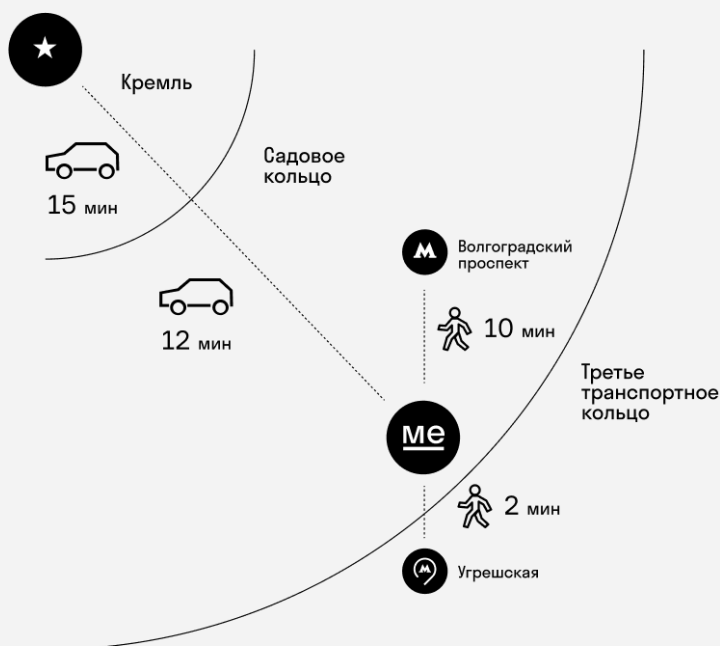 Кремль
Садовое
кольцо
15 мин
Волгоградский
проспект
12 мин
10 мин
Третье
транспортное
кольцо
ме
2 мин
Угрешская